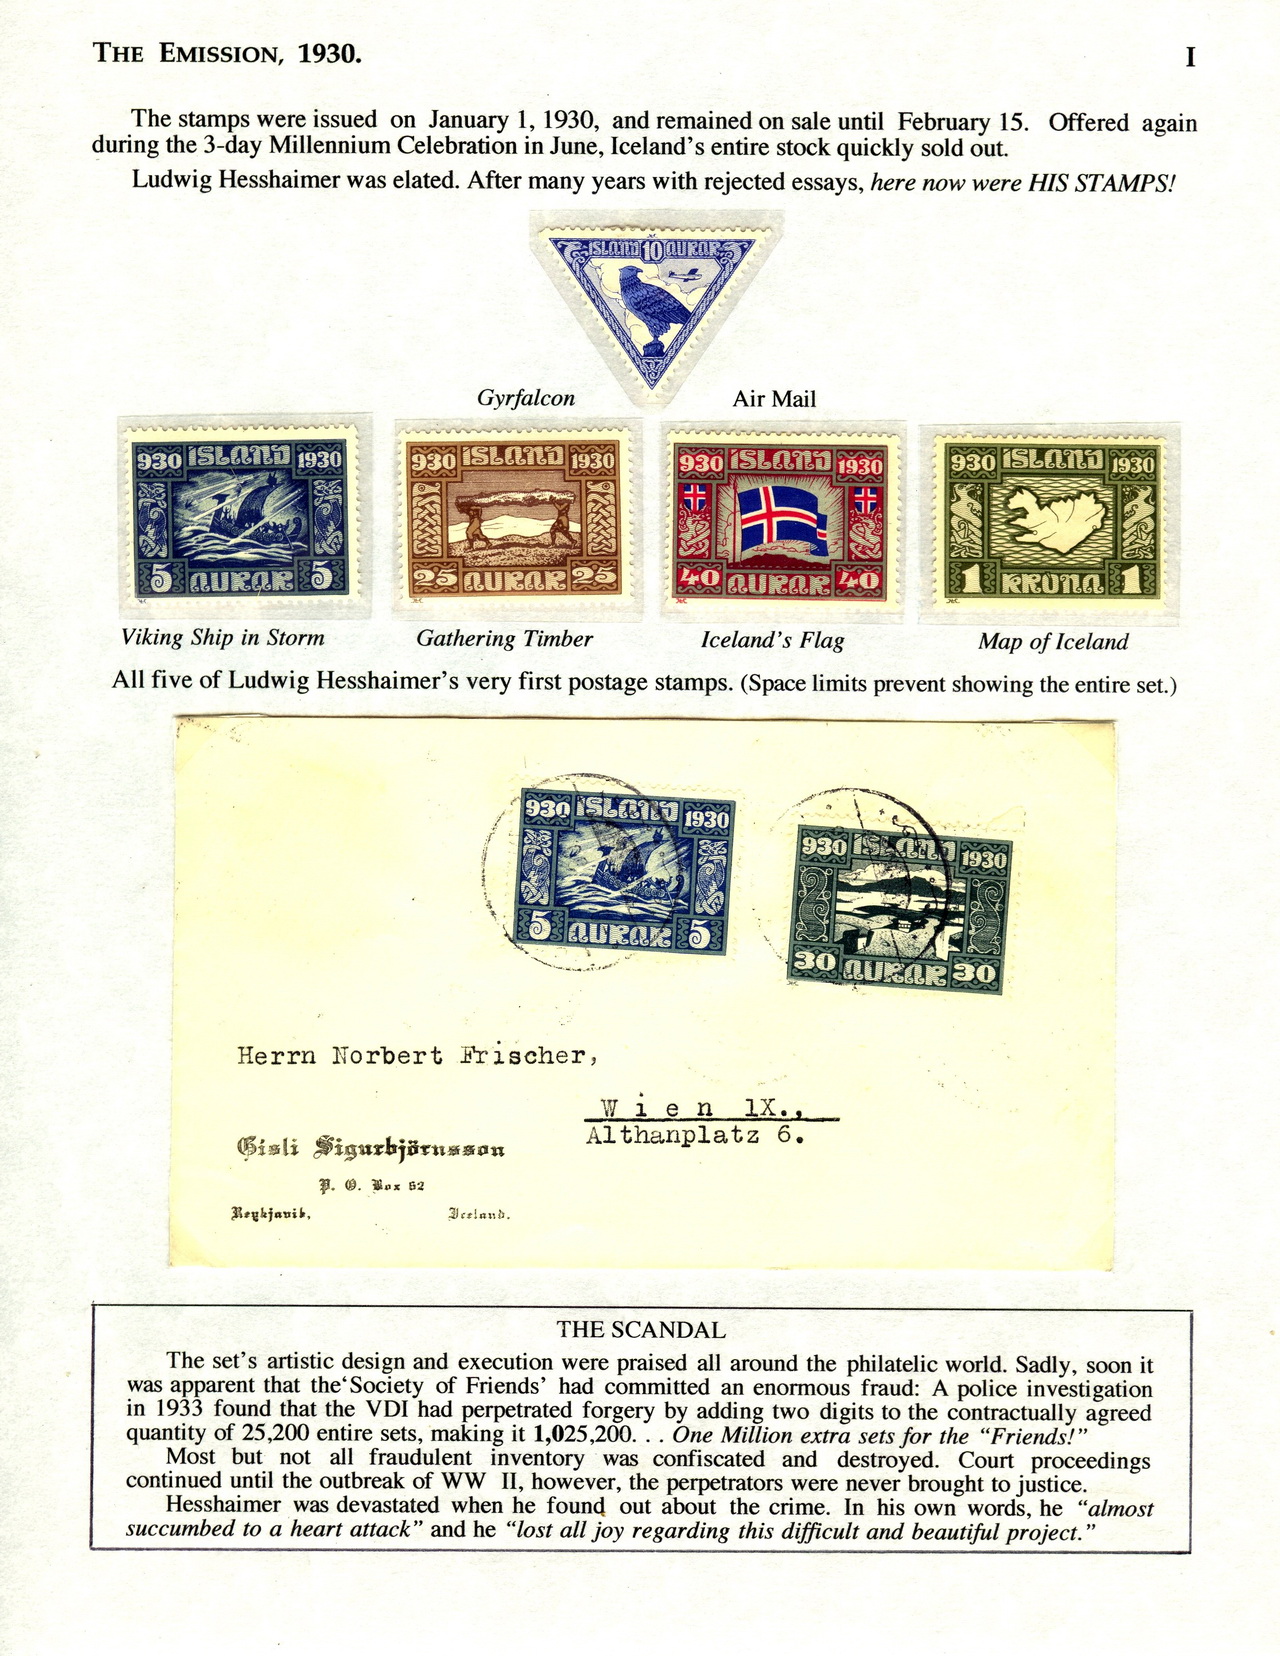 THE EMISSION, 1930.
I
The stamps were issued on January 1, 1930, and remained on sale until February 15. Offered again
during the 3-day Millennium Celebration in June, Iceland's entire stock quickly sold out.
Ludwig Hesshaimer was elated. After many years with rejected essays, here now were HIS STAMPS!
ISLAND 10 AURAR
Gyrfalcon
Air Mail
930 ISLAND 1930
5 AURAR 5
930 ISLAND 1930
25 AURAR 25
930 ISLAND 1930
40 AURAR 40
930 ISLAND 1930
1 KRONA 1
Viking Ship in Storm
Gathering Timber
Iceland's Flag
Map of Iceland
All five of Ludwig Hesshaimer's very first postage stamps. (Space limits prevent showing the entire set.)
930 ISLAND 1930
5 AURAR 5
930 ISLAND 1930
30 AURAR 30
Herrn Norbert Frischer,
Wien 1X.,
Althanplatz 6.
Gisli Sigurbjörnsson
P. O. Box 62
Reykjavik, Iceland.
THE SCANDAL
The set's artistic design and execution were praised all around the philatelic world. Sadly, soon it
was apparent that the 'Society of Friends' had committed an enormous fraud: A police investigation
in 1933 found that the VDI had perpetrated forgery by adding two digits to the contractually agreed
quantity of 25,200 entire sets, making it 1,025,200. . . One Million extra sets for the "Friends!"
Most but not all fraudulent inventory was confiscated and destroyed. Court proceedings
continued until the outbreak of WW II, however, the perpetrators were never brought to justice.
Hesshaimer was devastated when he found out about the crime. In his own words, he "almost
succumbed to a heart attack" and he "lost all joy regarding this difficult and beautiful project."